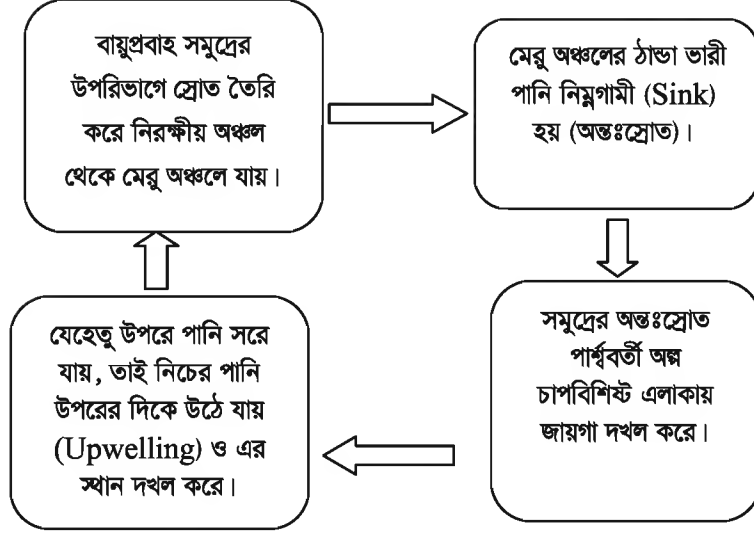 বায়ুপ্রবাহ সমুদ্রের
উপরিভাগে স্রোত তৈরি
করে নিরক্ষীয় অঞ্চল
থেকে মেরু অঞ্চলে যায়।
মেরু অঞ্চলের ঠান্ডা ভারী
পানি নিম্নগামী (Sink)
হয় (অন্তঃস্রোত)।
সমুদ্রের অন্তঃস্রোত
পার্শ্ববর্তী অল্প
চাপবিশিষ্ট এলাকায়
জায়গা দখল করে।
যেহেতু উপরে পানি সরে
যায়, তাই নিচের পানি
উপরের দিকে উঠে যায়
(Upwelling) ও এর
স্থান দখল করে।